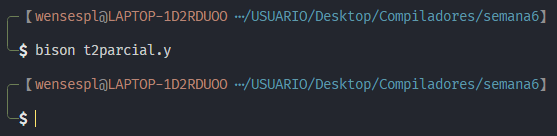 [wensespl@LAPTOP-1D2RDUOO ⋯/USUARIO/Desktop/Compiladores/semana6]
$ bison t2parcial.y
[wensespl@LAPTOP-1D2RDUOO ⋯/USUARIO/Desktop/Compiladores/semana6]
$